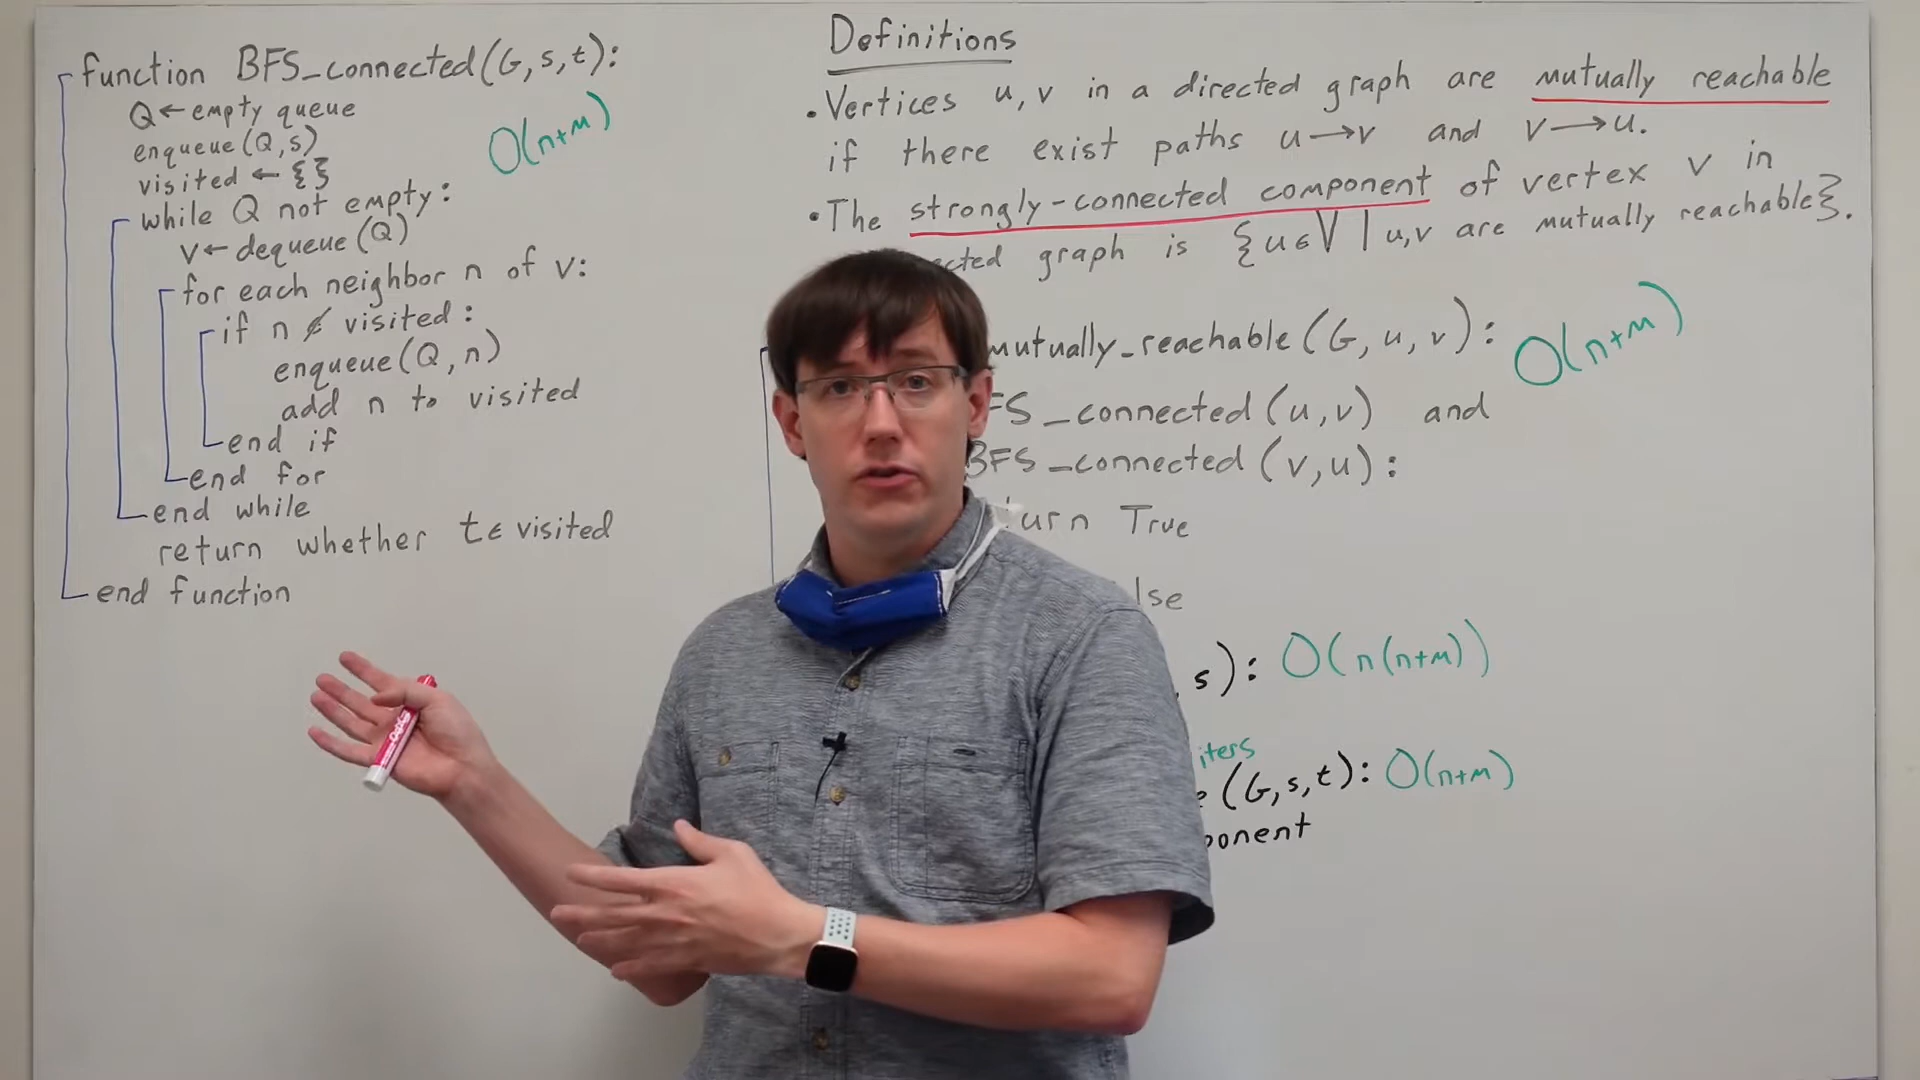 function BFS_connected(G,s,t):
Q←empty queue
enqueue(Q,s)
visited ← {}
O(n+m)
while Q not empty:
v←dequeue(Q)
for each neighbor n of v:
if n ∉ visited:
enqueue(Q,n)
add n to visited
end if
end for
end while
return whether t∈visited
end function
Definitions
•Vertices u,v in a directed graph are mutually reachable
if there exist paths u→v and v→u.
•The strongly-connected component of vertex v in
graph is {u∈V | u,v are mutually reachable}.
mutually_reachable(G,u,v): O(n+m)
FS_connected(u,v) and
BFS_connected(v,u):
urn True
lse
s): O(n(n+m))
iters
e(G,s,t): O(n+m)
ponent
EXPO